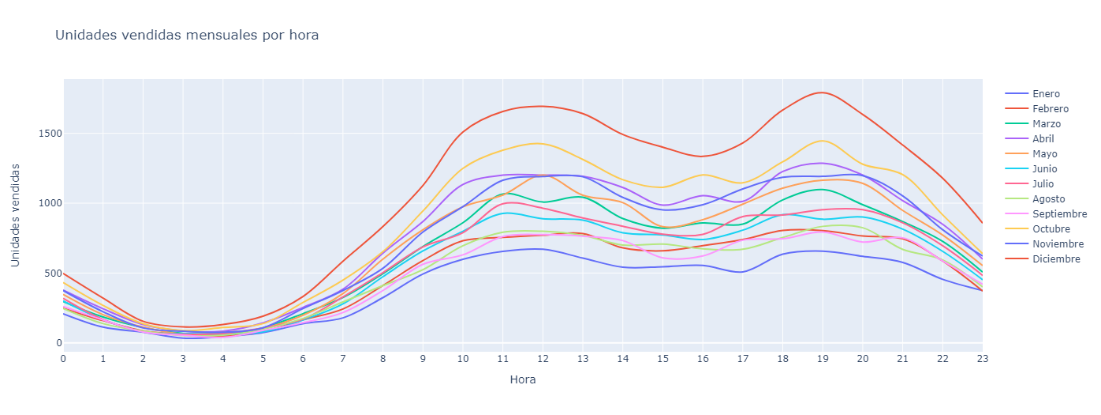 Unidades vendidas mensuales por hora
Unidades vendidas
1500
1000
500
0
0 1 2 3 4 5 6 7 8 9 10 11 12 13 14 15 16 17 18 19 20 21 22 23
Hora
Enero
Febrero
Marzo
Abril
Mayo
Junio
Julio
Agosto
Septiembre
Octubre
Noviembre
Diciembre